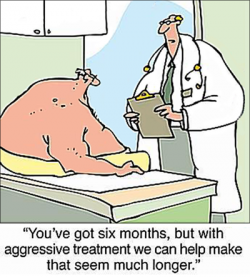 "You've got six months, but with
aggressive treatment we can help make
that seem much longer."